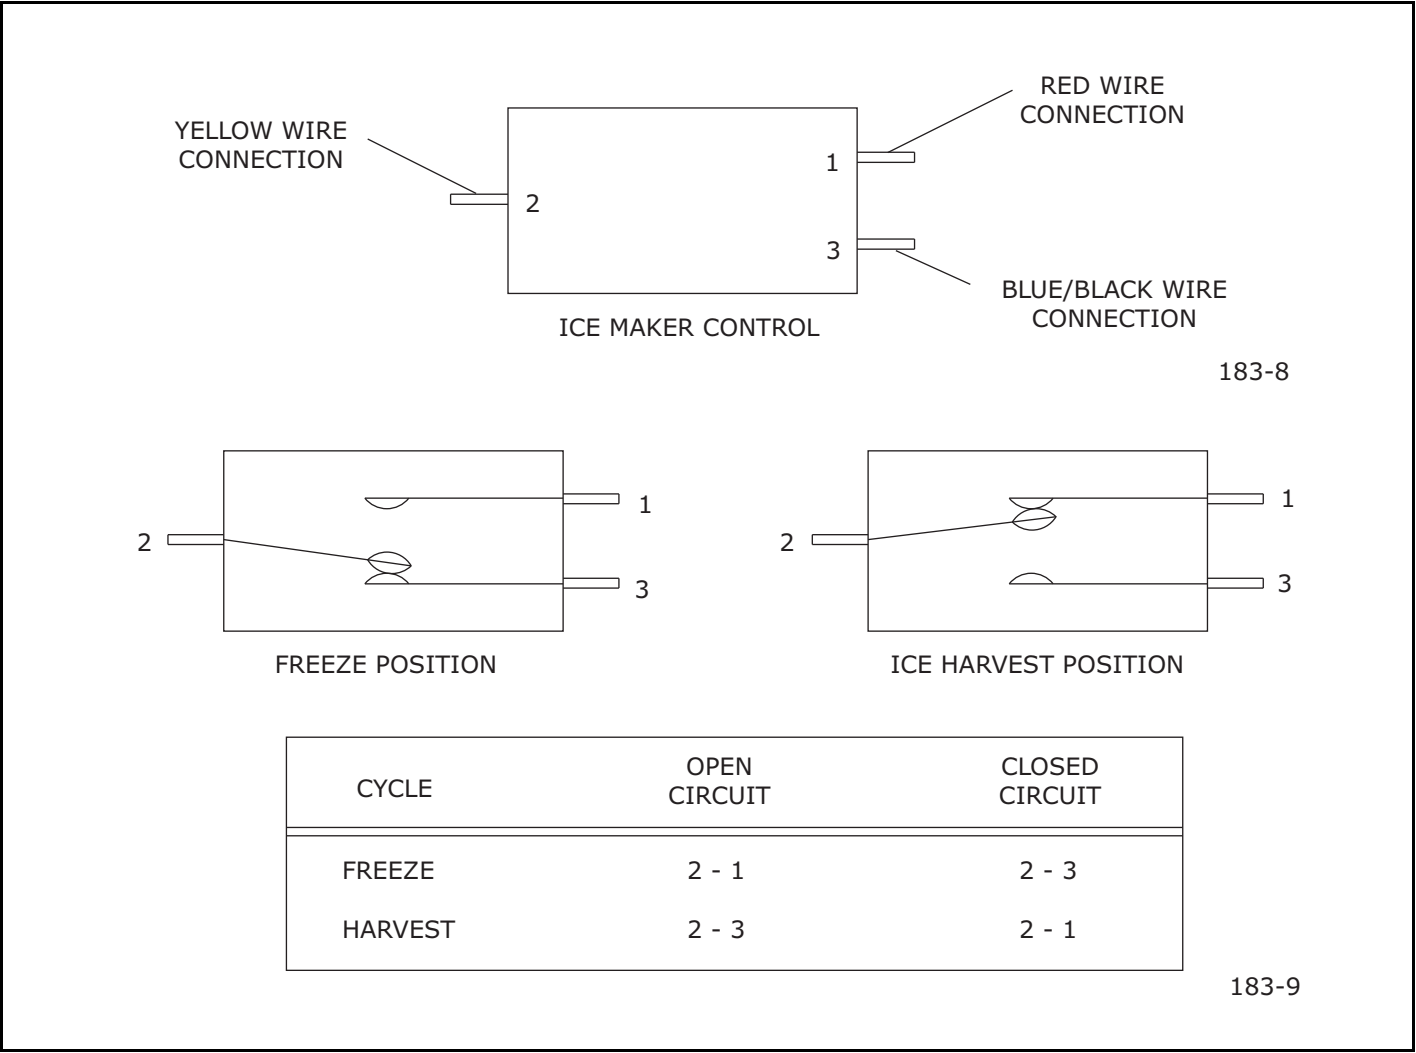 RED WIRE
CONNECTION
YELLOW WIRE
CONNECTION
1
2
3
BLUE/BLACK WIRE
CONNECTION
ICE MAKER CONTROL
183-8
1
2
3
FREEZE POSITION
1
2
3
ICE HARVEST POSITION
CYCLE
OPEN
CIRCUIT
CLOSED
CIRCUIT
FREEZE 2 - 1 2 - 3
HARVEST 2 - 3 2 - 1
183-9